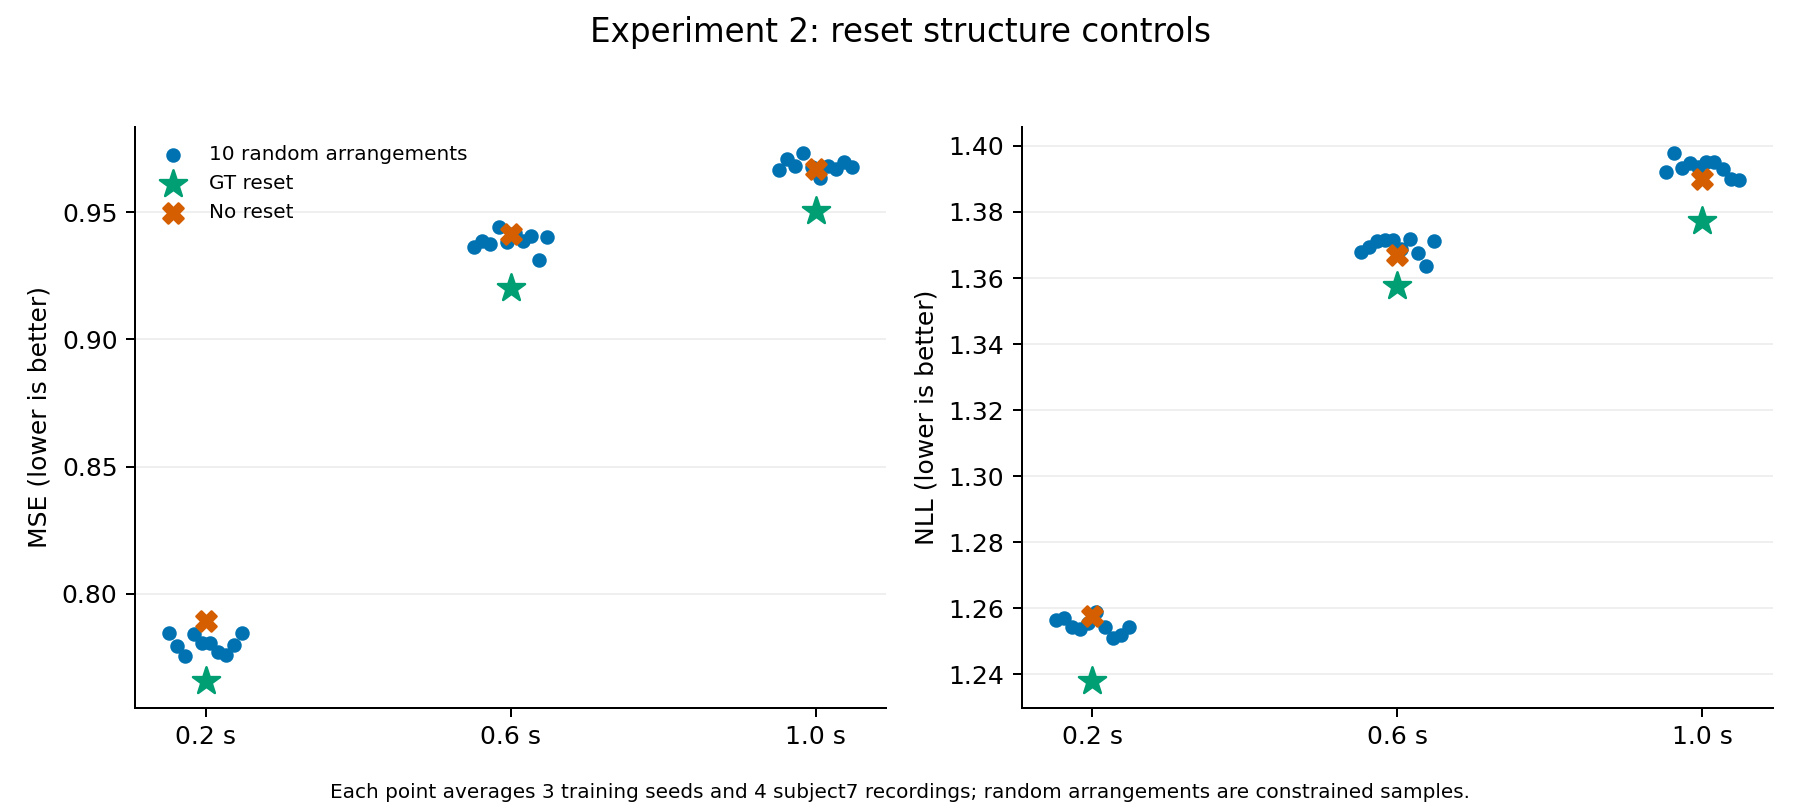 Experiment 2: reset structure controls
10 random arrangements
GT reset
No reset
MSE (lower is better)
0.95
0.90
0.85
0.80
0.2 s
0.6 s
1.0 s
NLL (lower is better)
1.40
1.38
1.36
1.34
1.32
1.30
1.28
1.26
1.24
0.2 s
0.6 s
1.0 s
Each point averages 3 training seeds and 4 subject7 recordings; random arrangements are constrained samples.